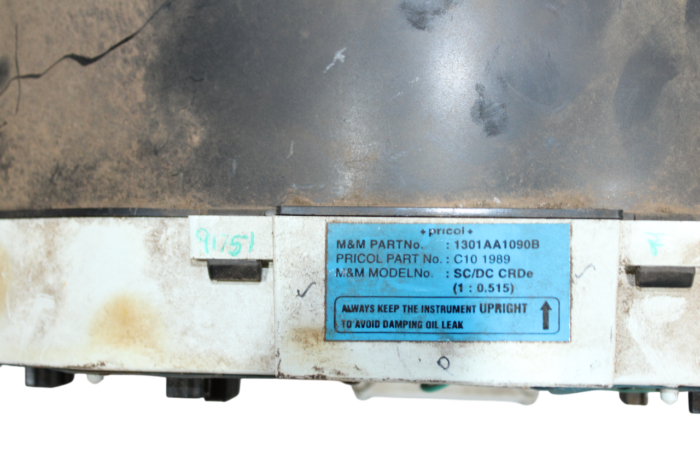 91751
pricol
M&M PARTNo. : 1301AA1090B
PRICOL PART No. : C10 1989
M&M MODELNo. : SC/DC CRDe
(1 : 0.515)
ALWAYS KEEP THE INSTRUMENT UPRIGHT
TO AVOID DAMPING OIL LEAK